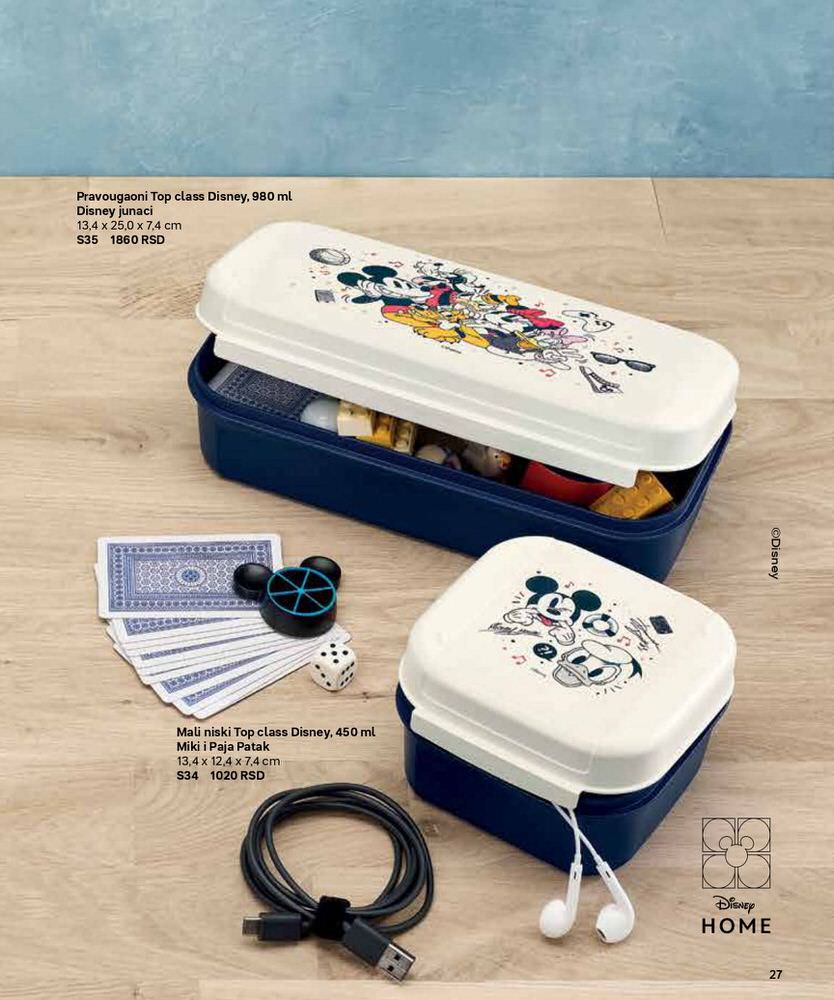 Pravougaoni Top class Disney, 980 ml
Disney junaci
13,4 x 25,0 x 7,4 cm
S35 1860 RSD
©Disney
Mali niski Top class Disney, 450 ml
Miki i Paja Patak
13,4 x 12,4 x 7,4 cm
S34 1020 RSD
Disney
HOME
27